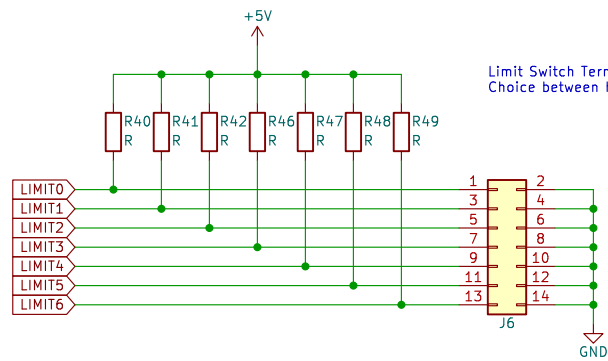 +5V
Limit Switch Terr
Choice between
R40
R
R41
R
R42
R
R46
R
R47
R
R48
R
R49
R
LIMIT0 1 2
LIMIT1 3 4
LIMIT2 5 6
LIMIT3 7 8
LIMIT4 9 10
LIMIT5 11 12
LIMIT6 13 14
J6
GND